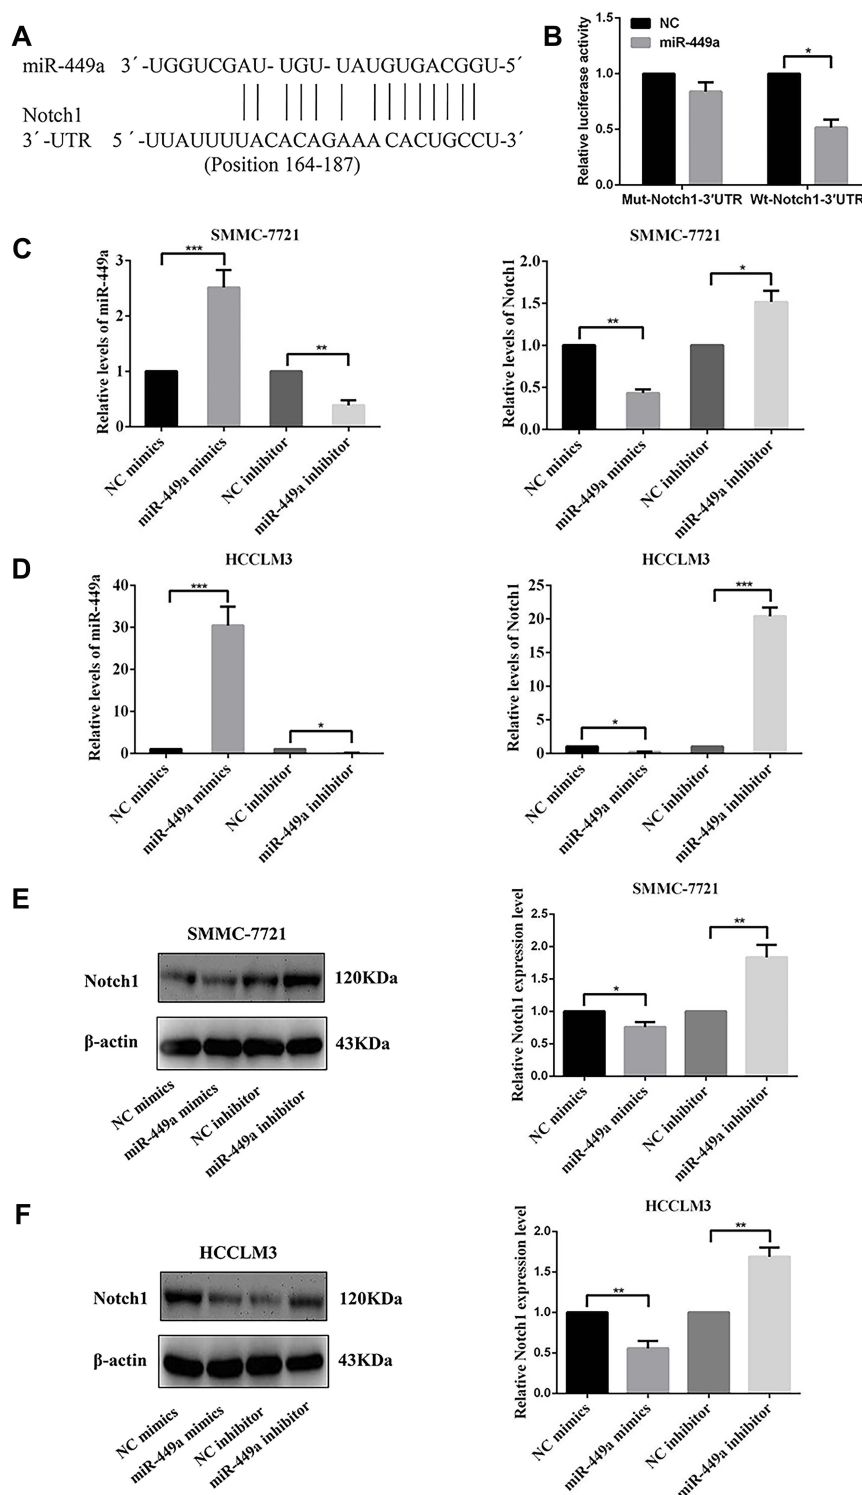 A
miR-449a 3´-UGGUCGAU- UGU- UAUGUGACGGU-5´
Notch1
3´-UTR 5 ´-UUAUUUUACACAGAAA CACUGCCU-3´
(Position 164-187)
B
NC
miR-449a
Relative luciferase activity
1.5
1.0
0.5
0.0
*
Mut-Notch1-3'UTR Wt-Notch1-3'UTR
C
SMMC-7721
Relative levels of miR-449a
3
2
1
0
***
**
NC mimics
miR-449a mimics
NC inhibitor
miR-449a inhibitor
SMMC-7721
Relative levels of Notch1
2.0
1.5
1.0
0.5
0.0
**
*
NC mimics
miR-449a mimics
NC inhibitor
miR-449a inhibitor
D
HCCLM3
Relative levels of miR-449a
40
30
20
10
0
***
*
NC mimics
miR-449a mimics
NC inhibitor
miR-449a inhibitor
HCCLM3
Relative levels of Notch1
25
20
15
10
5
0
*
***
NC mimics
miR-449a mimics
NC inhibitor
miR-449a inhibitor
E
SMMC-7721
Notch1 120KDa
β-actin 43KDa
NC mimics
miR-449a mimics
NC inhibitor
miR-449a inhibitor
SMMC-7721
Relative Notch1 expression level
2.5
2.0
1.5
1.0
0.5
0.0
*
**
NC mimics
miR-449a mimics
NC inhibitor
miR-449a inhibitor
F
HCCLM3
Notch1 120KDa
β-actin 43KDa
NC mimics
miR-449a mimics
NC inhibitor
miR-449a inhibitor
HCCLM3
Relative Notch1 expression level
2.0
1.5
1.0
0.5
0.0
**
**
NC mimics
miR-449a mimics
NC inhibitor
miR-449a inhibitor